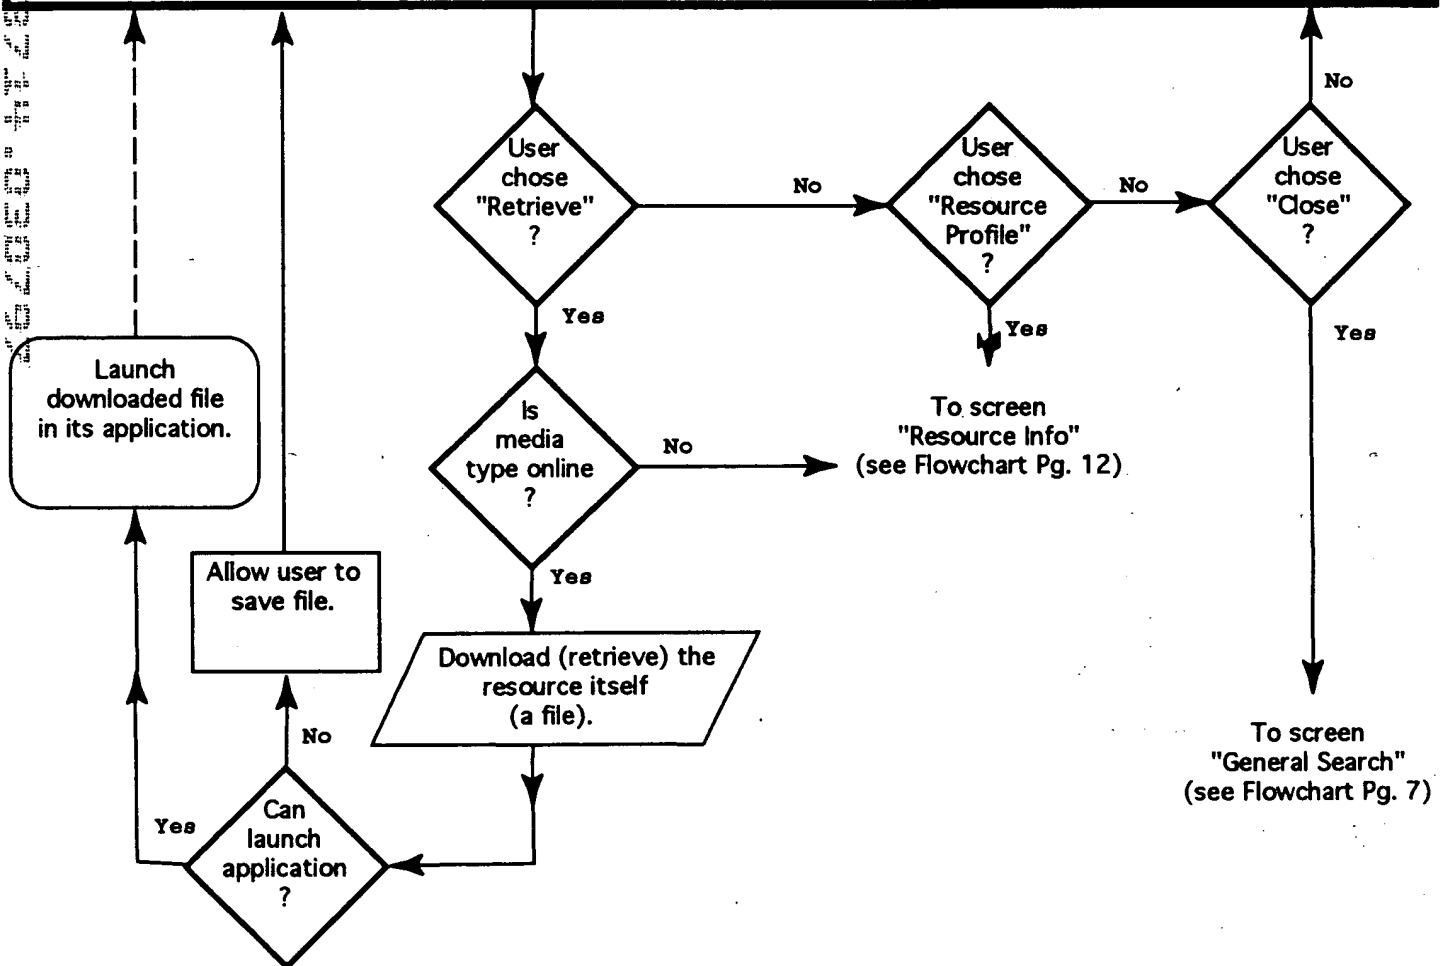 No
User
chose
"Retrieve"
?
No
User
chose
"Resource
Profile"
?
No
User
chose
"Close"
?
Yes
Yes
Yes
Launch
downloaded file
in its application.
Is
media
type online
?
No
To screen
"Resource Info"
(see Flowchart Pg. 12)
Yes
Allow user to
save file.
Download (retrieve) the
resource itself
(a file).
No
To screen
"General Search"
(see Flowchart Pg. 7)
Yes
Can
launch
application
?